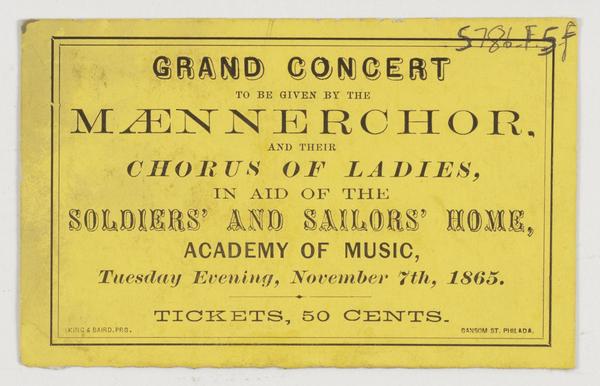 5786.F.5f
GRAND CONCERT
TO BE GIVEN BY THE
MÆNNERCHOR,
AND THEIR
CHORUS OF LADIES,
IN AID OF THE
SOLDIERS' AND SAILORS' HOME,
ACADEMY OF MUSIC,
Tuesday Evening, November 7th, 1865.
TICKETS, 50 CENTS.
KING & BAIRD, PRS.
SANSOM ST. PHILADA.